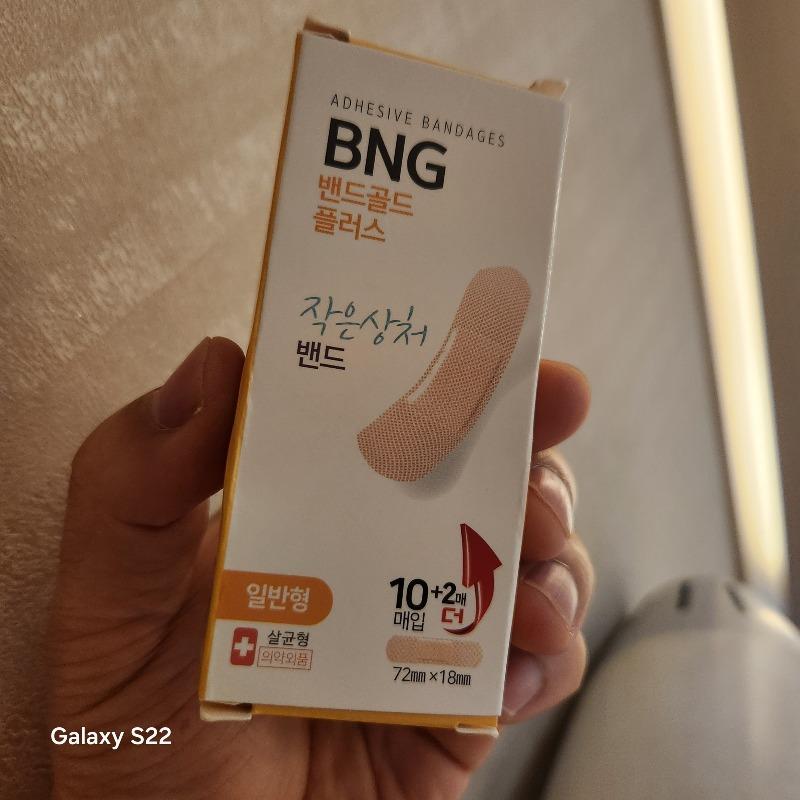 ADHESIVE BANDAGES
BNG
밴드골드
플러스
작은상처
밴드
일반형
살균형
의약외품
10+2매
매입 더
72mm×18mm
Galaxy S22